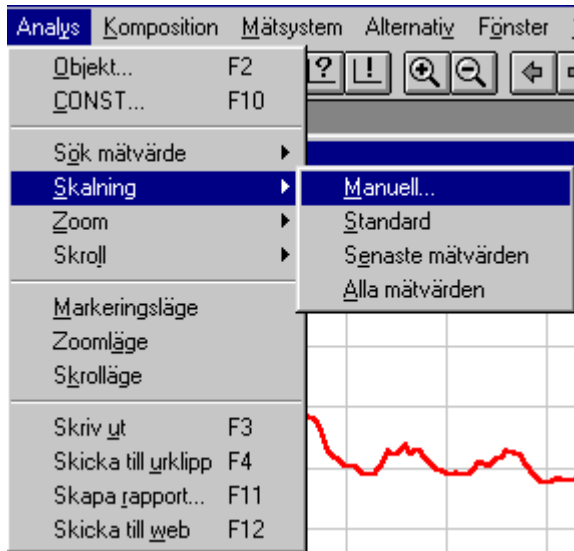 Analys Komposition Mätsystem Alternativ Fönster
Objekt... F2
CONST... F10
Sök mätvärde
Skalning
Zoom
Skroll
Manuell...
Standard
Senaste mätvärden
Alla mätvärden
Markeringsläge
Zoomläge
Skrolläge
Skriv ut F3
Skicka till urklipp F4
Skapa rapport... F11
Skicka till web F12